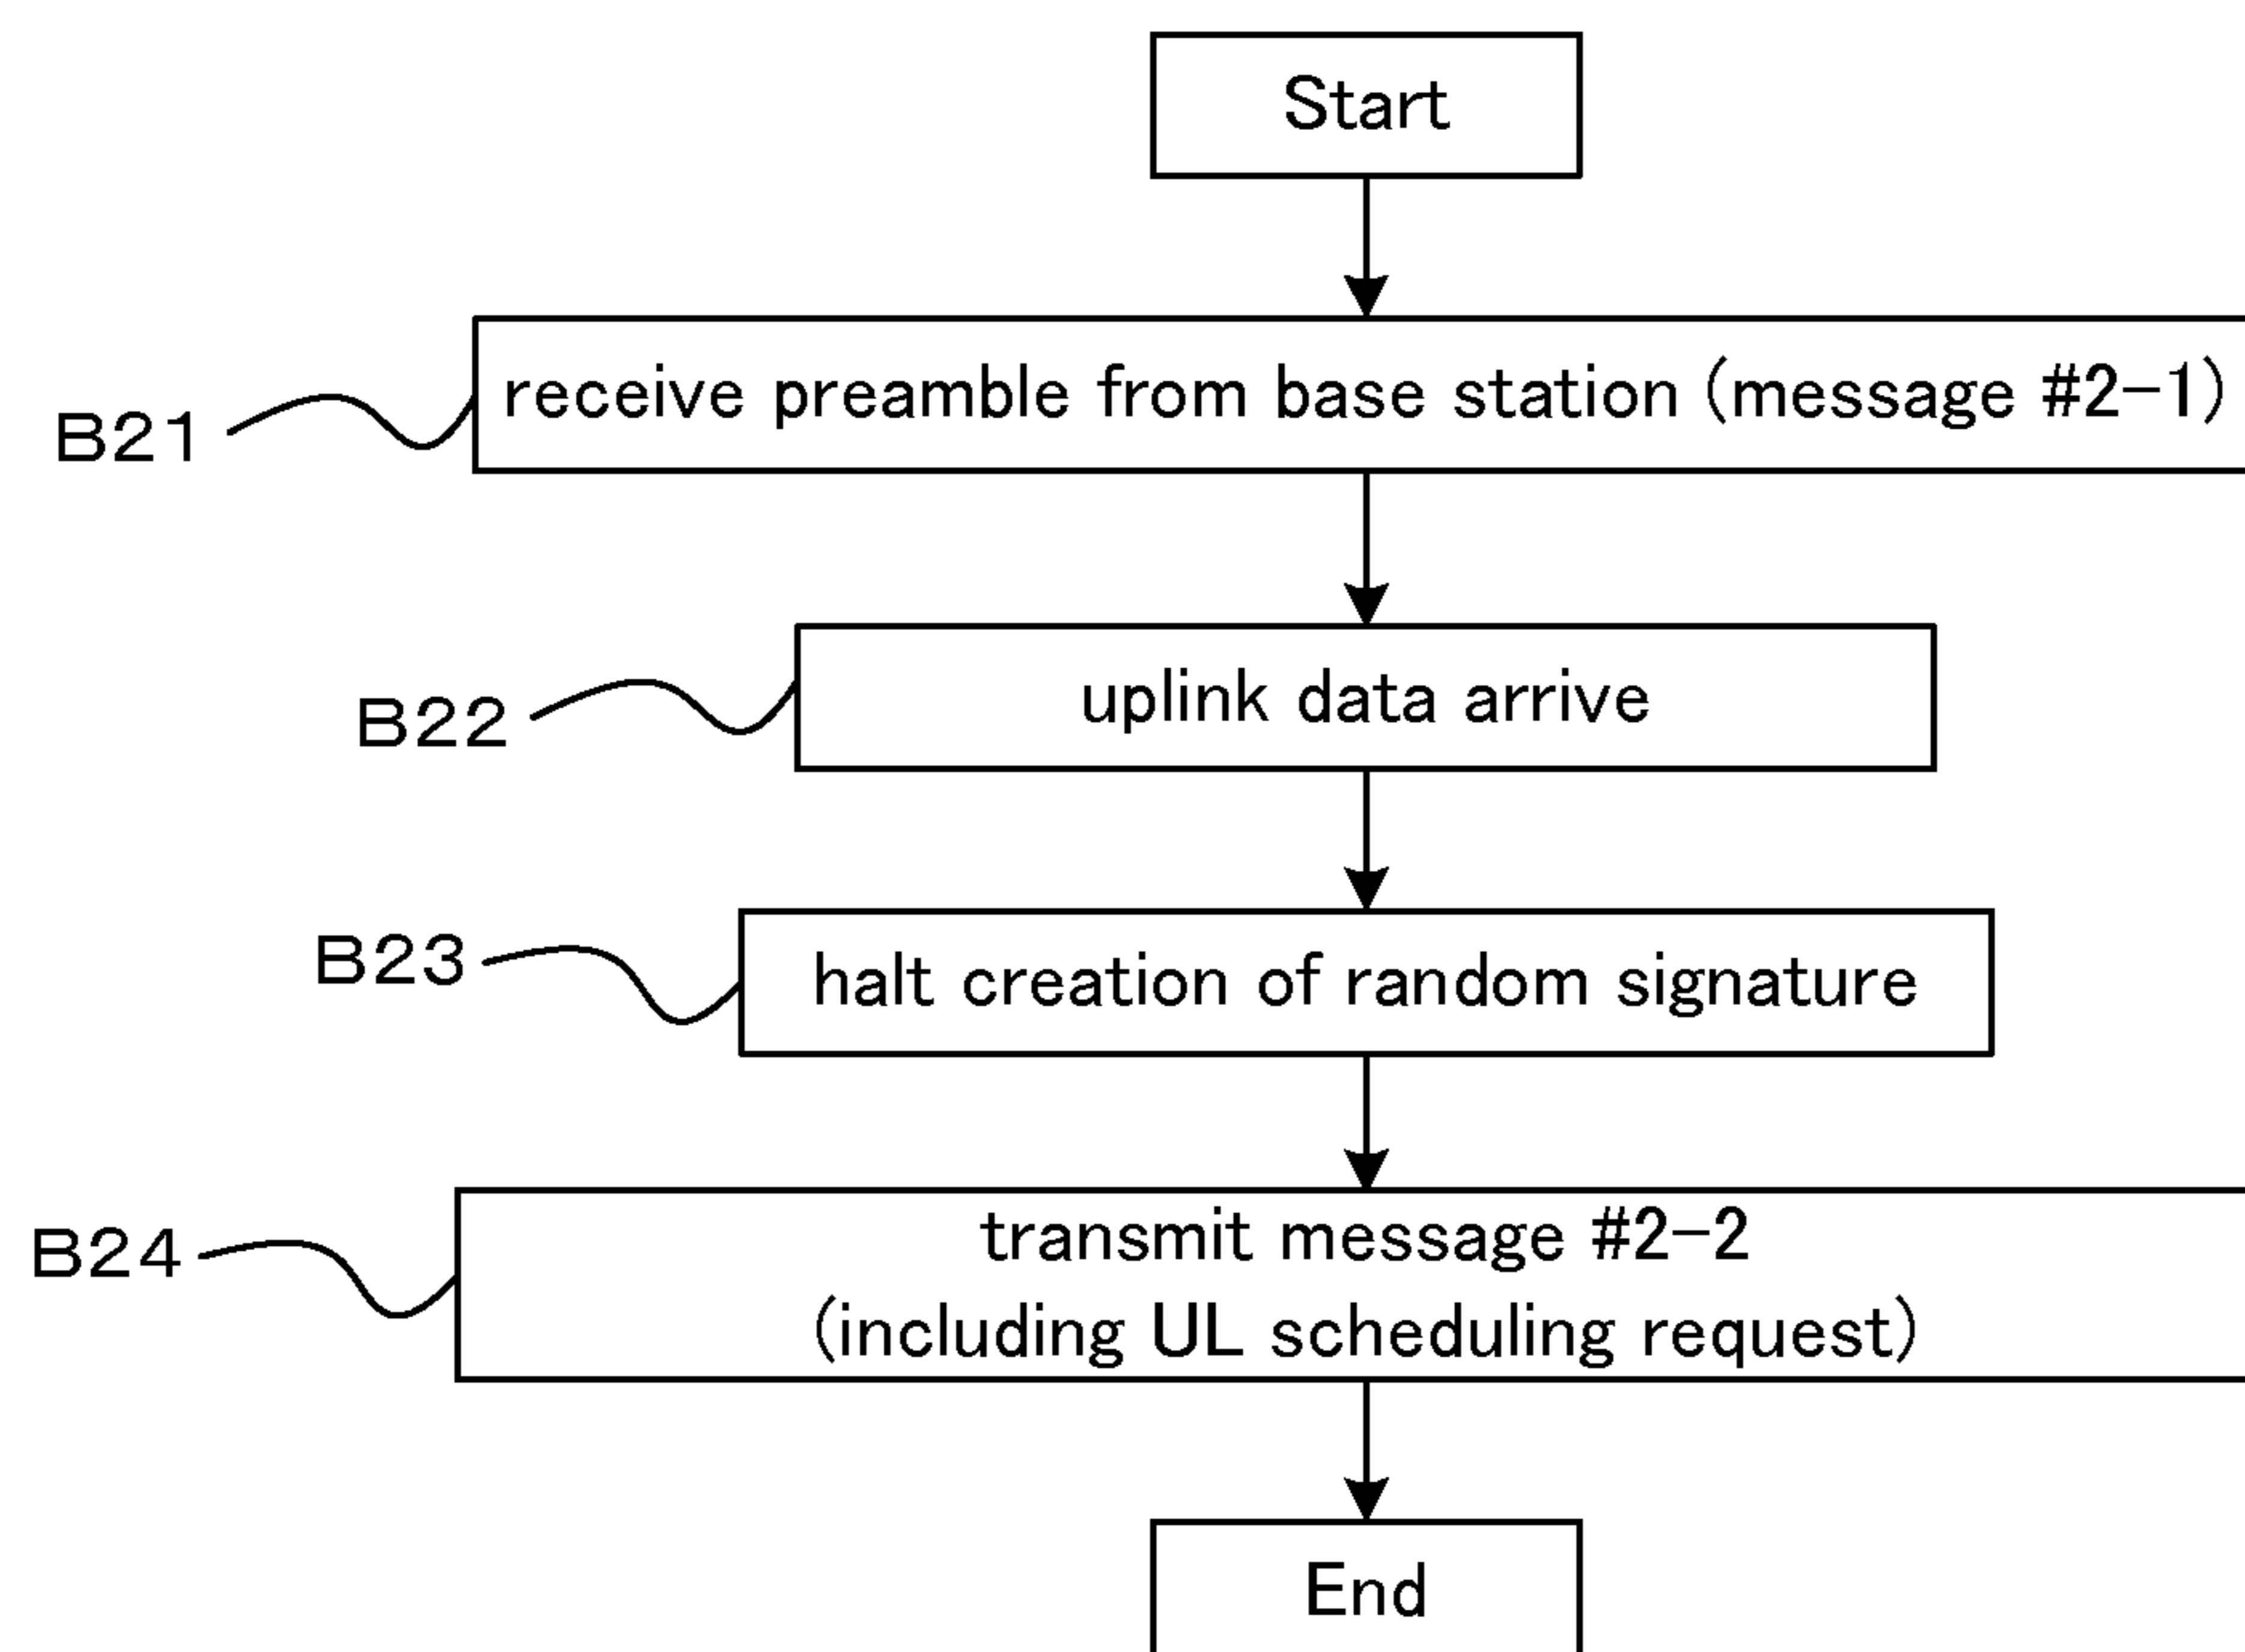 Start
receive preamble from base station (message #2-1)
B21
uplink data arrive
B22
halt creation of random signature
B23
transmit message #2-2
(including UL scheduling request)
B24
End